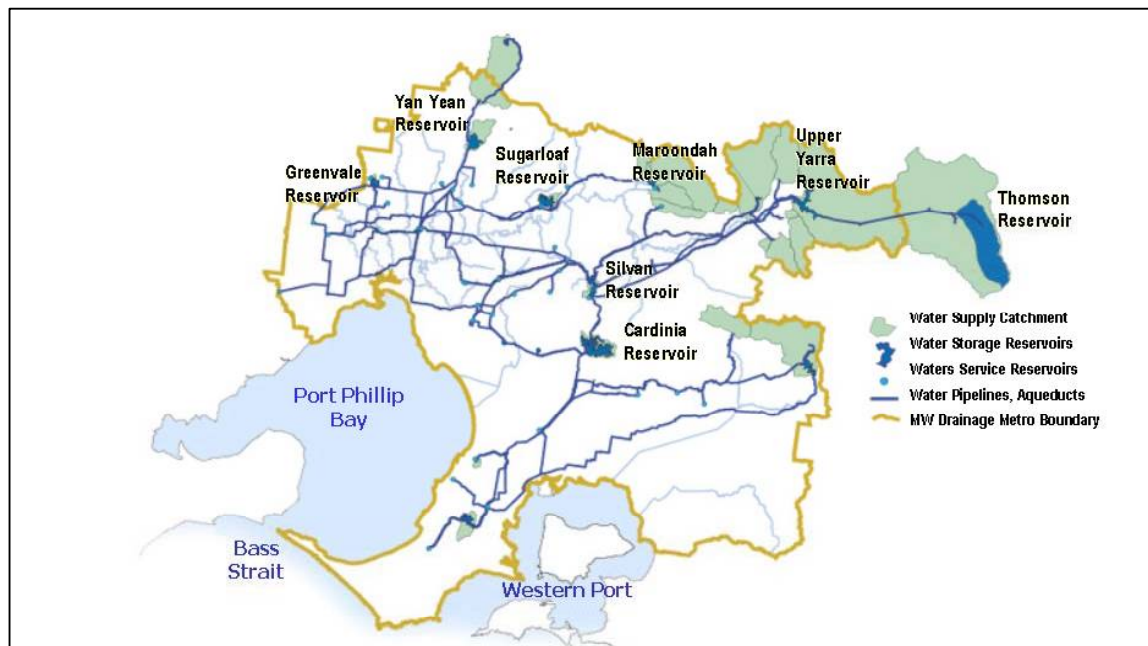 Yan Yean
Reservoir
Sugarloaf
Reservoir
Maroondah
Reservoir
Upper
Yarra
Reservoir
Greenvale
Reservoir
Thomson
Reservoir
Silvan
Reservoir
Cardinia
Reservoir
Water Supply Catchment
Water Storage Reservoirs
Waters Service Reservoirs
Water Pipelines, Aqueducts
MW Drainage Metro Boundary
Port Phillip
Bay
Bass
Strait
Western Port